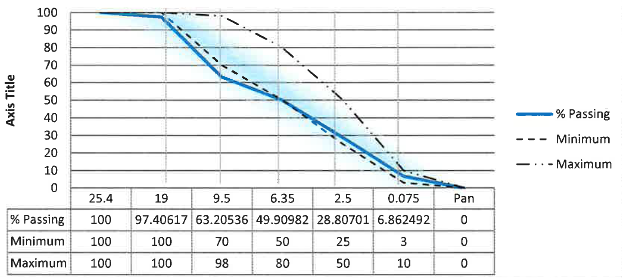 100
90
80
70
60
50
40
30
20
10
0
Axis Title
% Passing
Minimum
Maximum
25.4 19 9.5 6.35 2.5 0.075 Pan
% Passing 100 97.40617 63.20536 49.90982 28.80701 6.862492 0
Minimum 100 100 70 50 25 3 0
Maximum 100 100 98 80 50 10 0